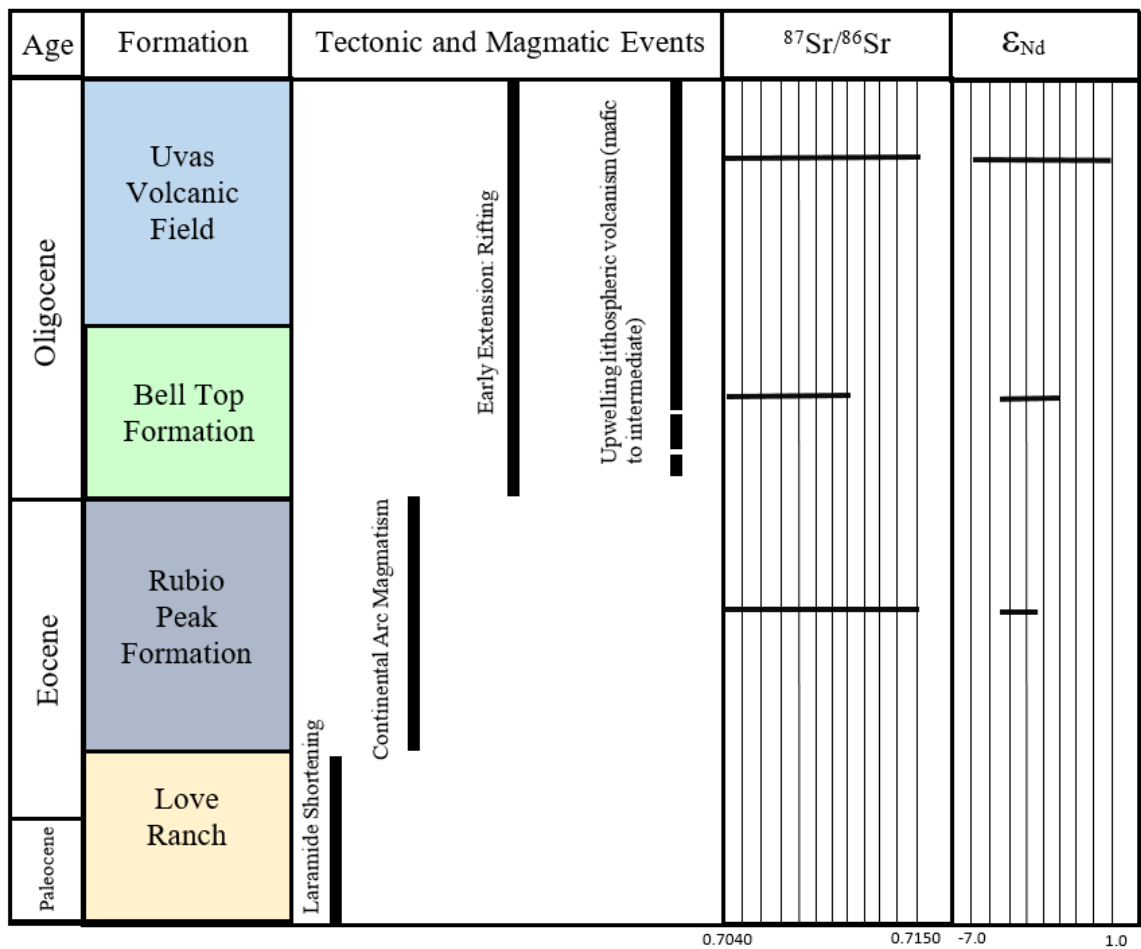 Age
Formation
Tectonic and Magmatic Events
⁸⁷Sr/⁸⁶Sr
εNd
Oligocene
Eocene
Paleocene
Uvas
Volcanic
Field
Bell Top
Formation
Rubio
Peak
Formation
Love
Ranch
Laramide Shortening
Continental Arc Magmatism
Early Extension: Rifting
Upwelling lithospheric volcanism (mafic
to intermediate)
0.7040
0.7150
-7.0
1.0